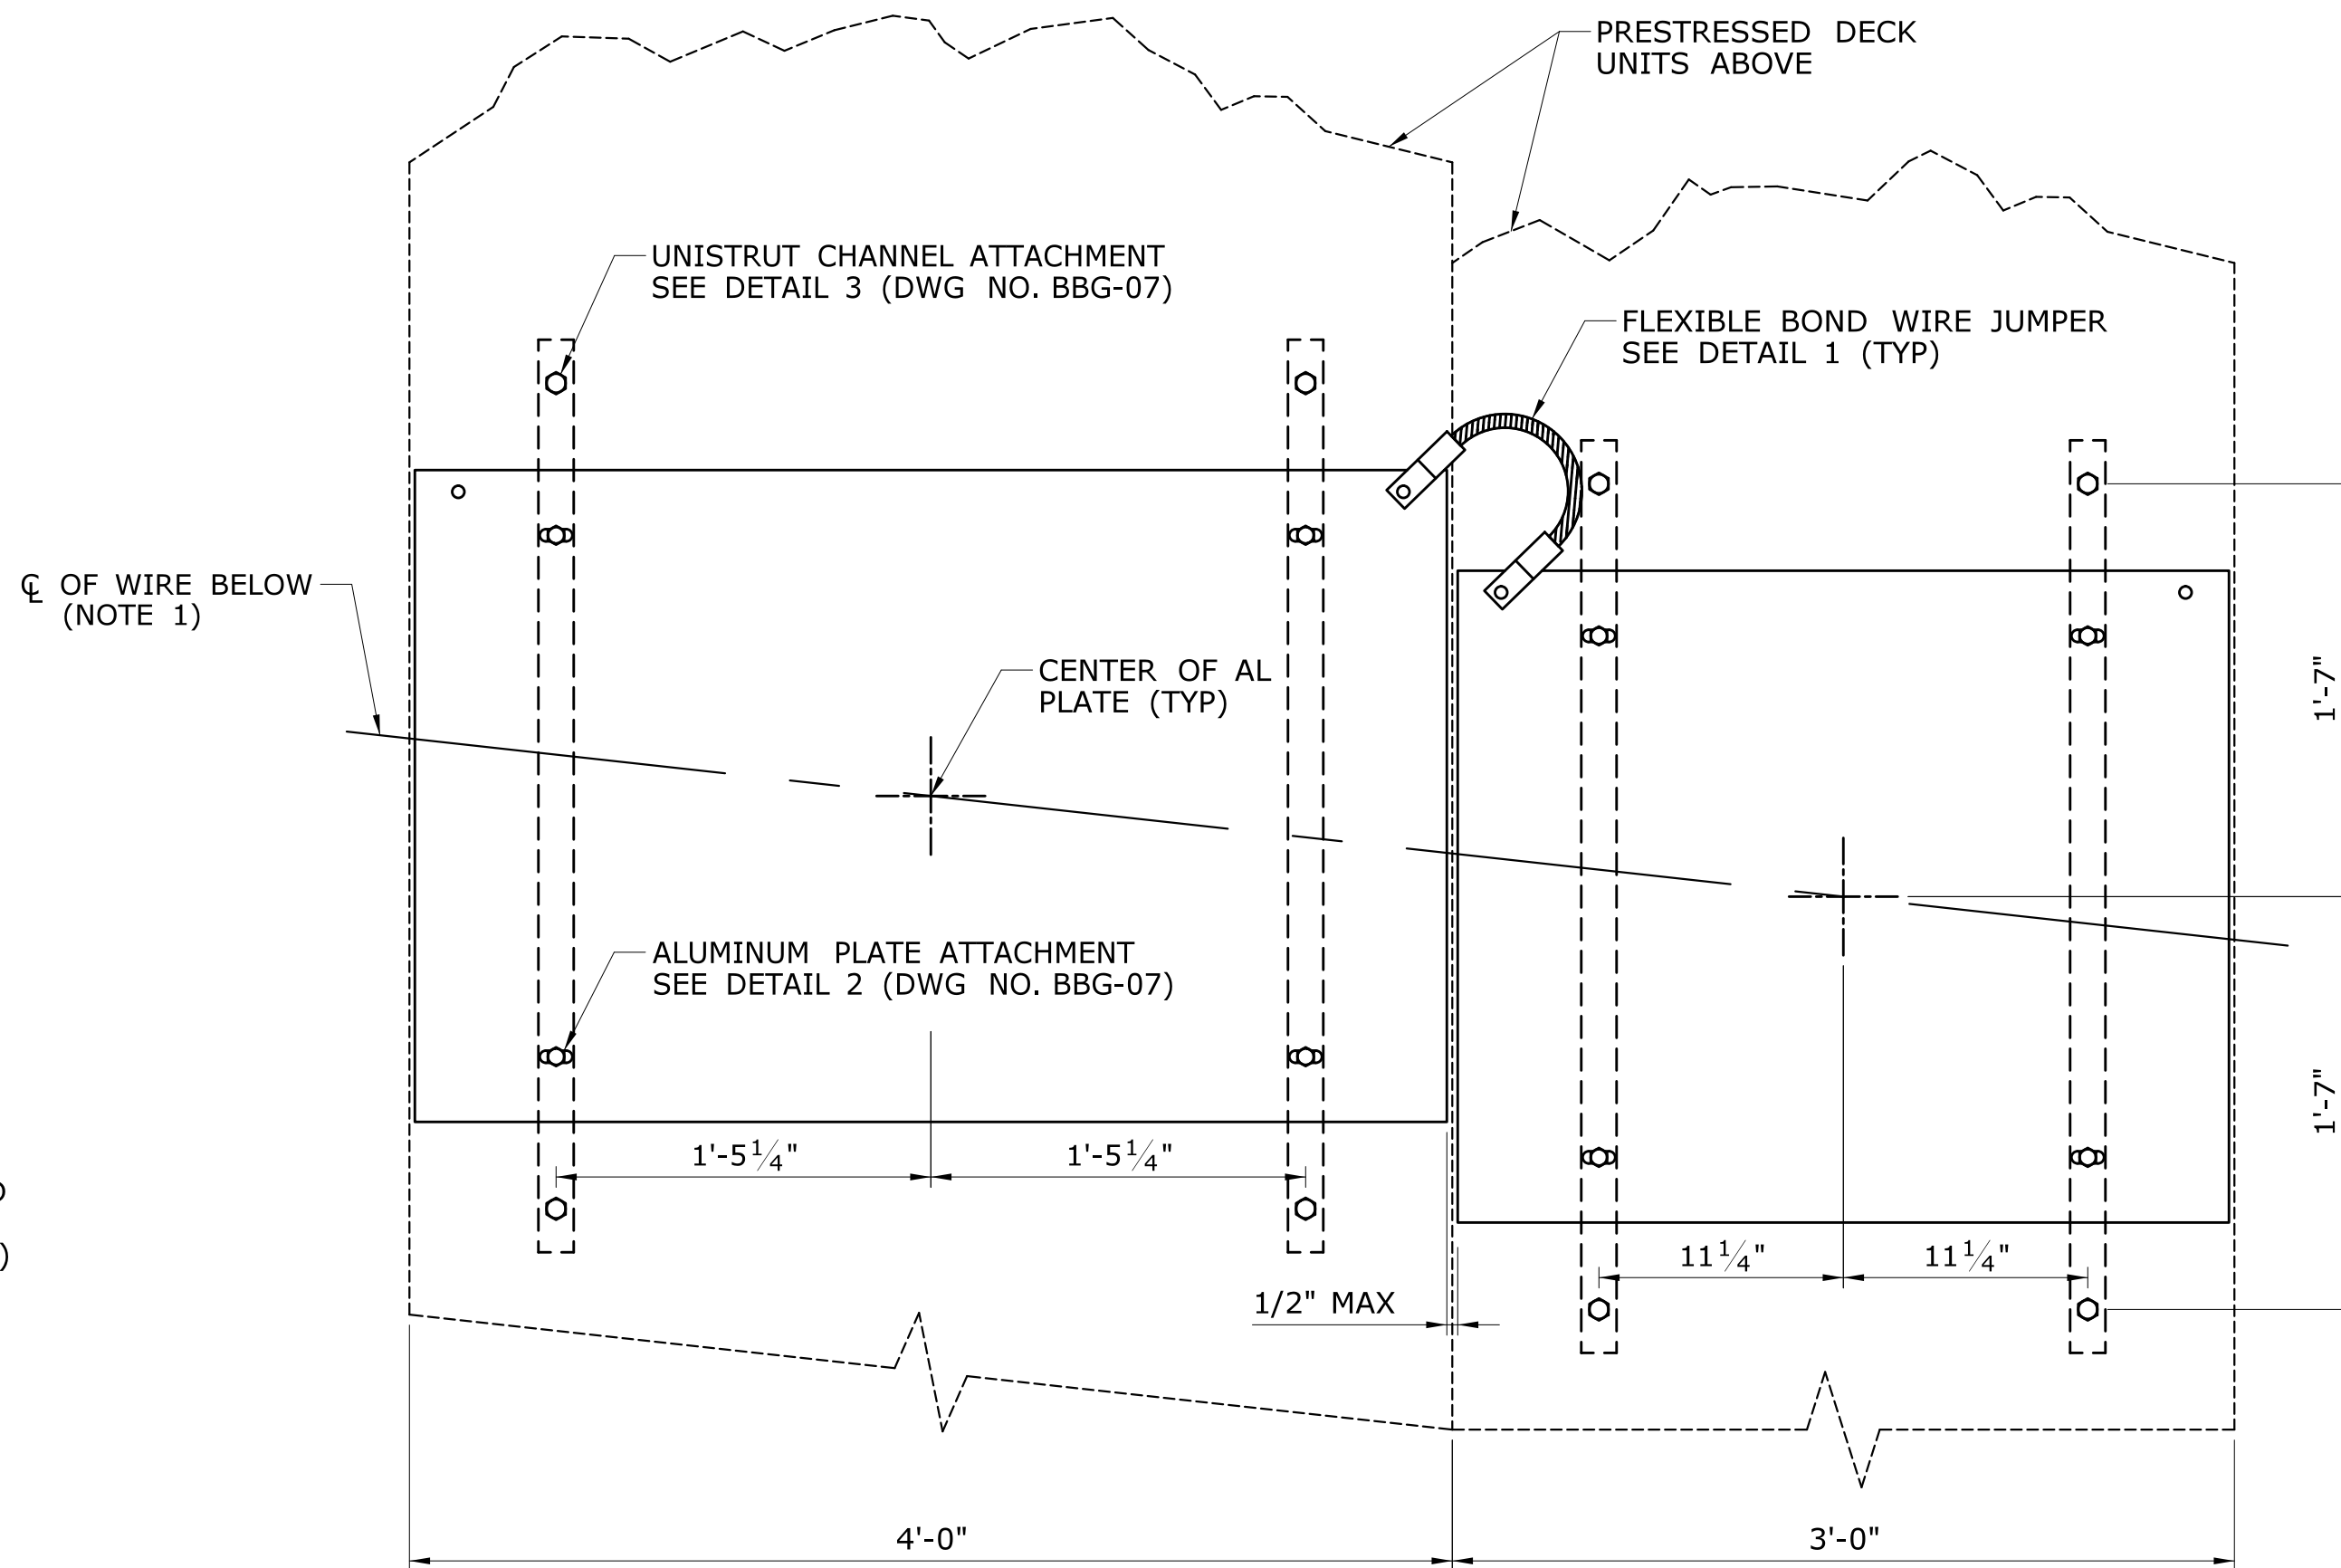 PRESTRESSED DECK
UNITS ABOVE
UNISTRUT CHANNEL ATTACHMENT
SEE DETAIL 3 (DWG NO. BBG-07)
FLEXIBLE BOND WIRE JUMPER
SEE DETAIL 1 (TYP)
℄ OF WIRE BELOW
(NOTE 1)
CENTER OF AL
PLATE (TYP)
1'-7"
ALUMINUM PLATE ATTACHMENT
SEE DETAIL 2 (DWG NO. BBG-07)
1'-7"
1'-5 1/4"
1'-5 1/4"
)
11 1/4"
11 1/4"
1/2" MAX
4'-0"
3'-0"